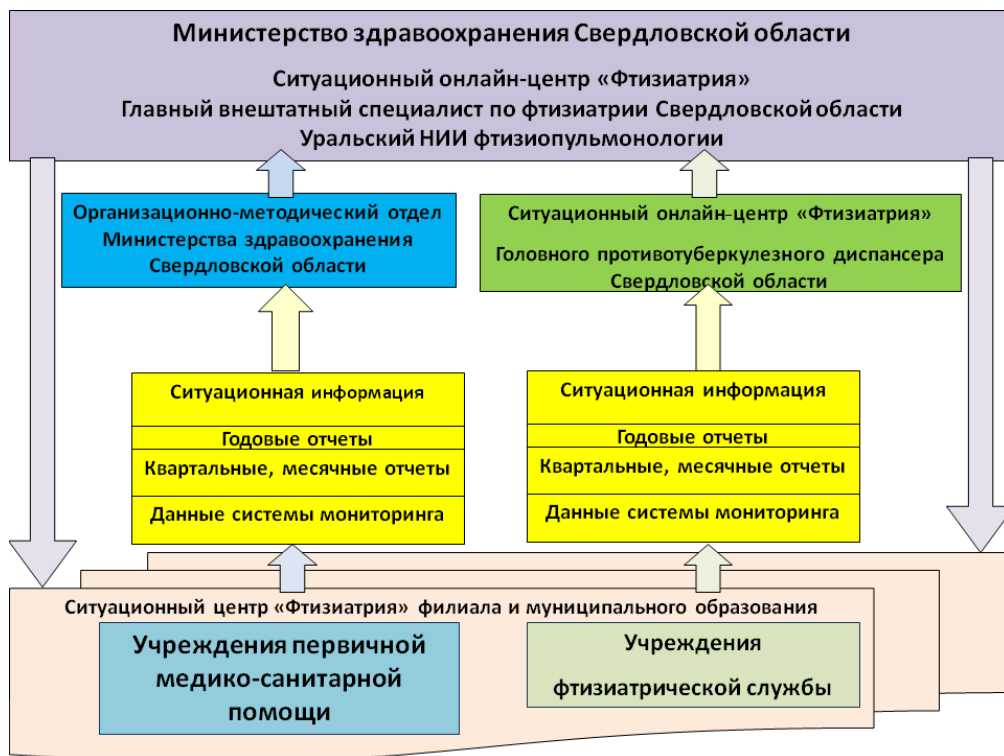 Министерство здравоохранения Свердловской области
Ситуационный онлайн-центр «Фтизиатрия»
Главный внештатный специалист по фтизиатрии Свердловской области
Уральский НИИ фтизиопульмонологии
Организационно-методический отдел
Министерства здравоохранения
Свердловской области
Ситуационный онлайн-центр «Фтизиатрия»
Головного противотуберкулезного диспансера
Свердловской области
Ситуационная информация
Годовые отчеты
Квартальные, месячные отчеты
Данные системы мониторинга
Ситуационная информация
Годовые отчеты
Квартальные, месячные отчеты
Данные системы мониторинга
Ситуационный центр «Фтизиатрия» филиала и муниципального образования
Учреждения первичной
медико-санитарной
помощи
Учреждения
фтизиатрической службы